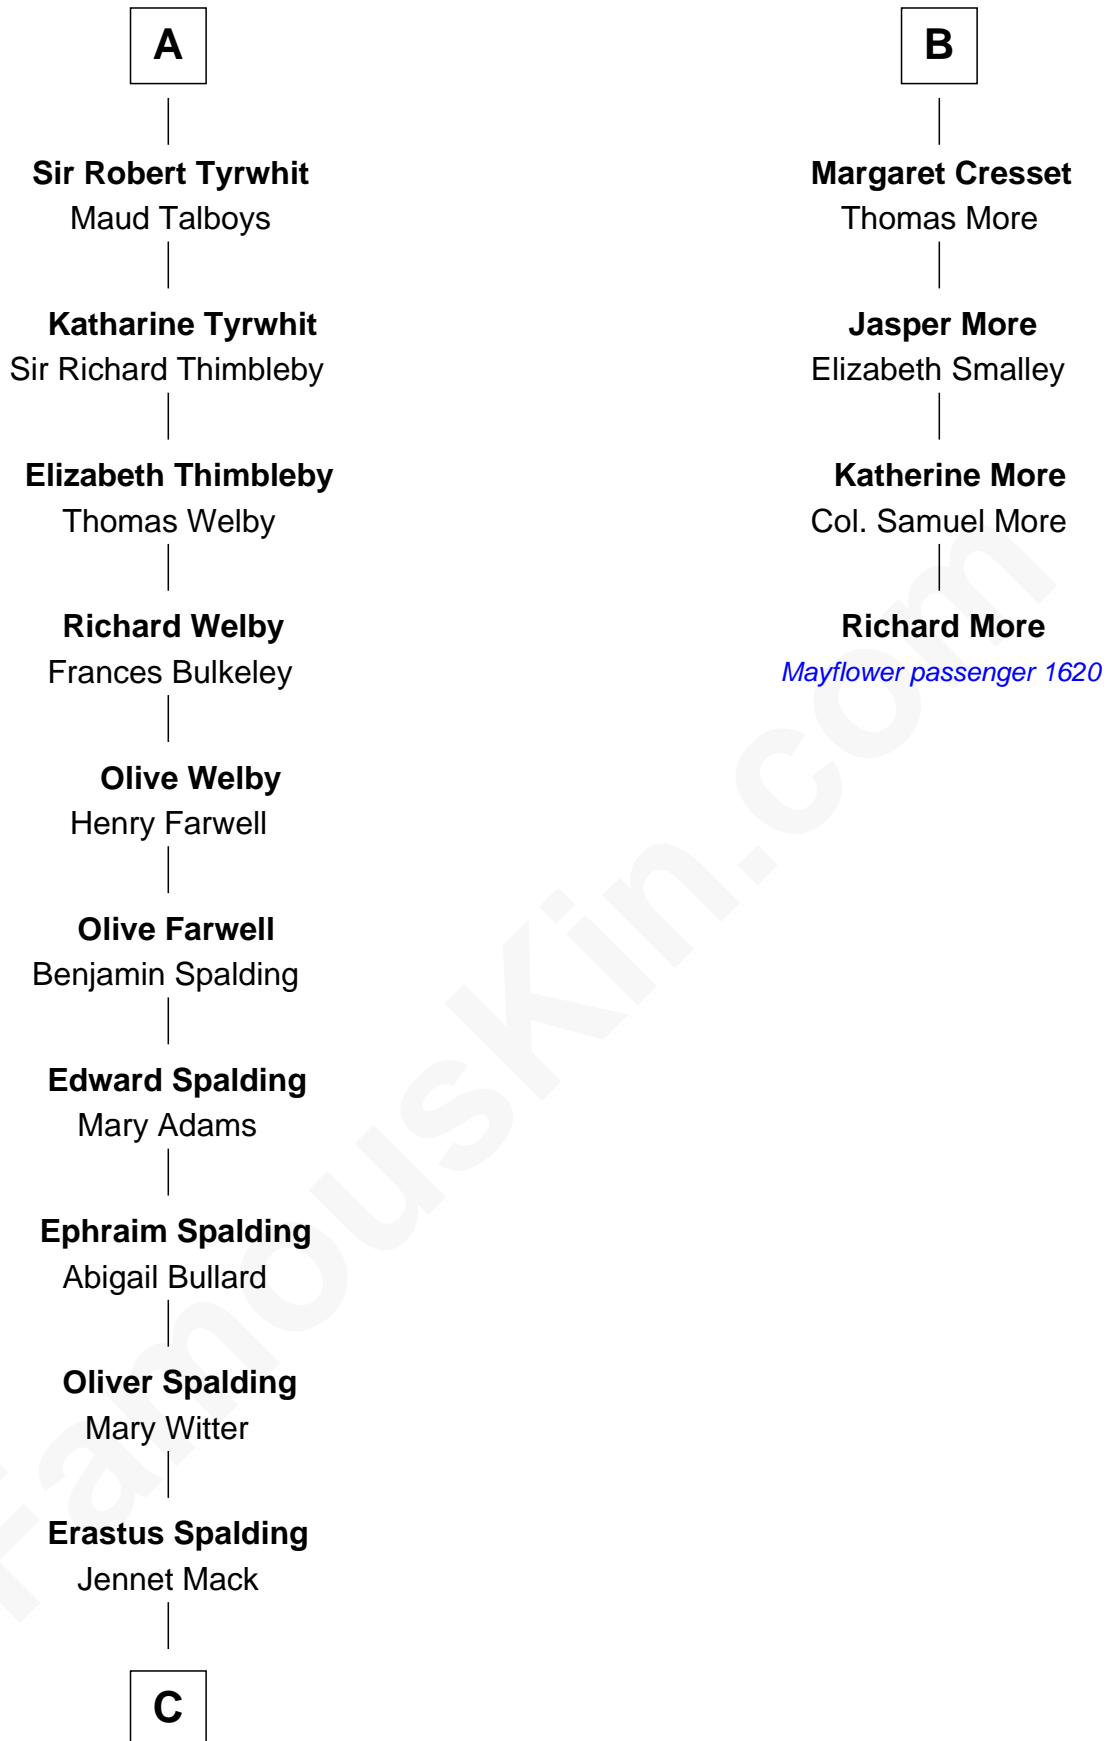 A
Sir Robert Tyrwhit
Maud Talboys
Katharine Tyrwhit
Sir Richard Thimbleby
Elizabeth Thimbleby
Thomas Welby
Richard Welby
Frances Bulkeley
Olive Welby
Henry Farwell
Olive Farwell
Benjamin Spalding
Edward Spalding
Mary Adams
Ephraim Spalding
Abigail Bullard
Oliver Spalding
Mary Witter
Erastus Spalding
Jennet Mack
C
B
Margaret Cresset
Thomas More
Jasper More
Elizabeth Smalley
Katherine More
Col. Samuel More
Richard More
Mayflower passenger 1620
FamousKin.com